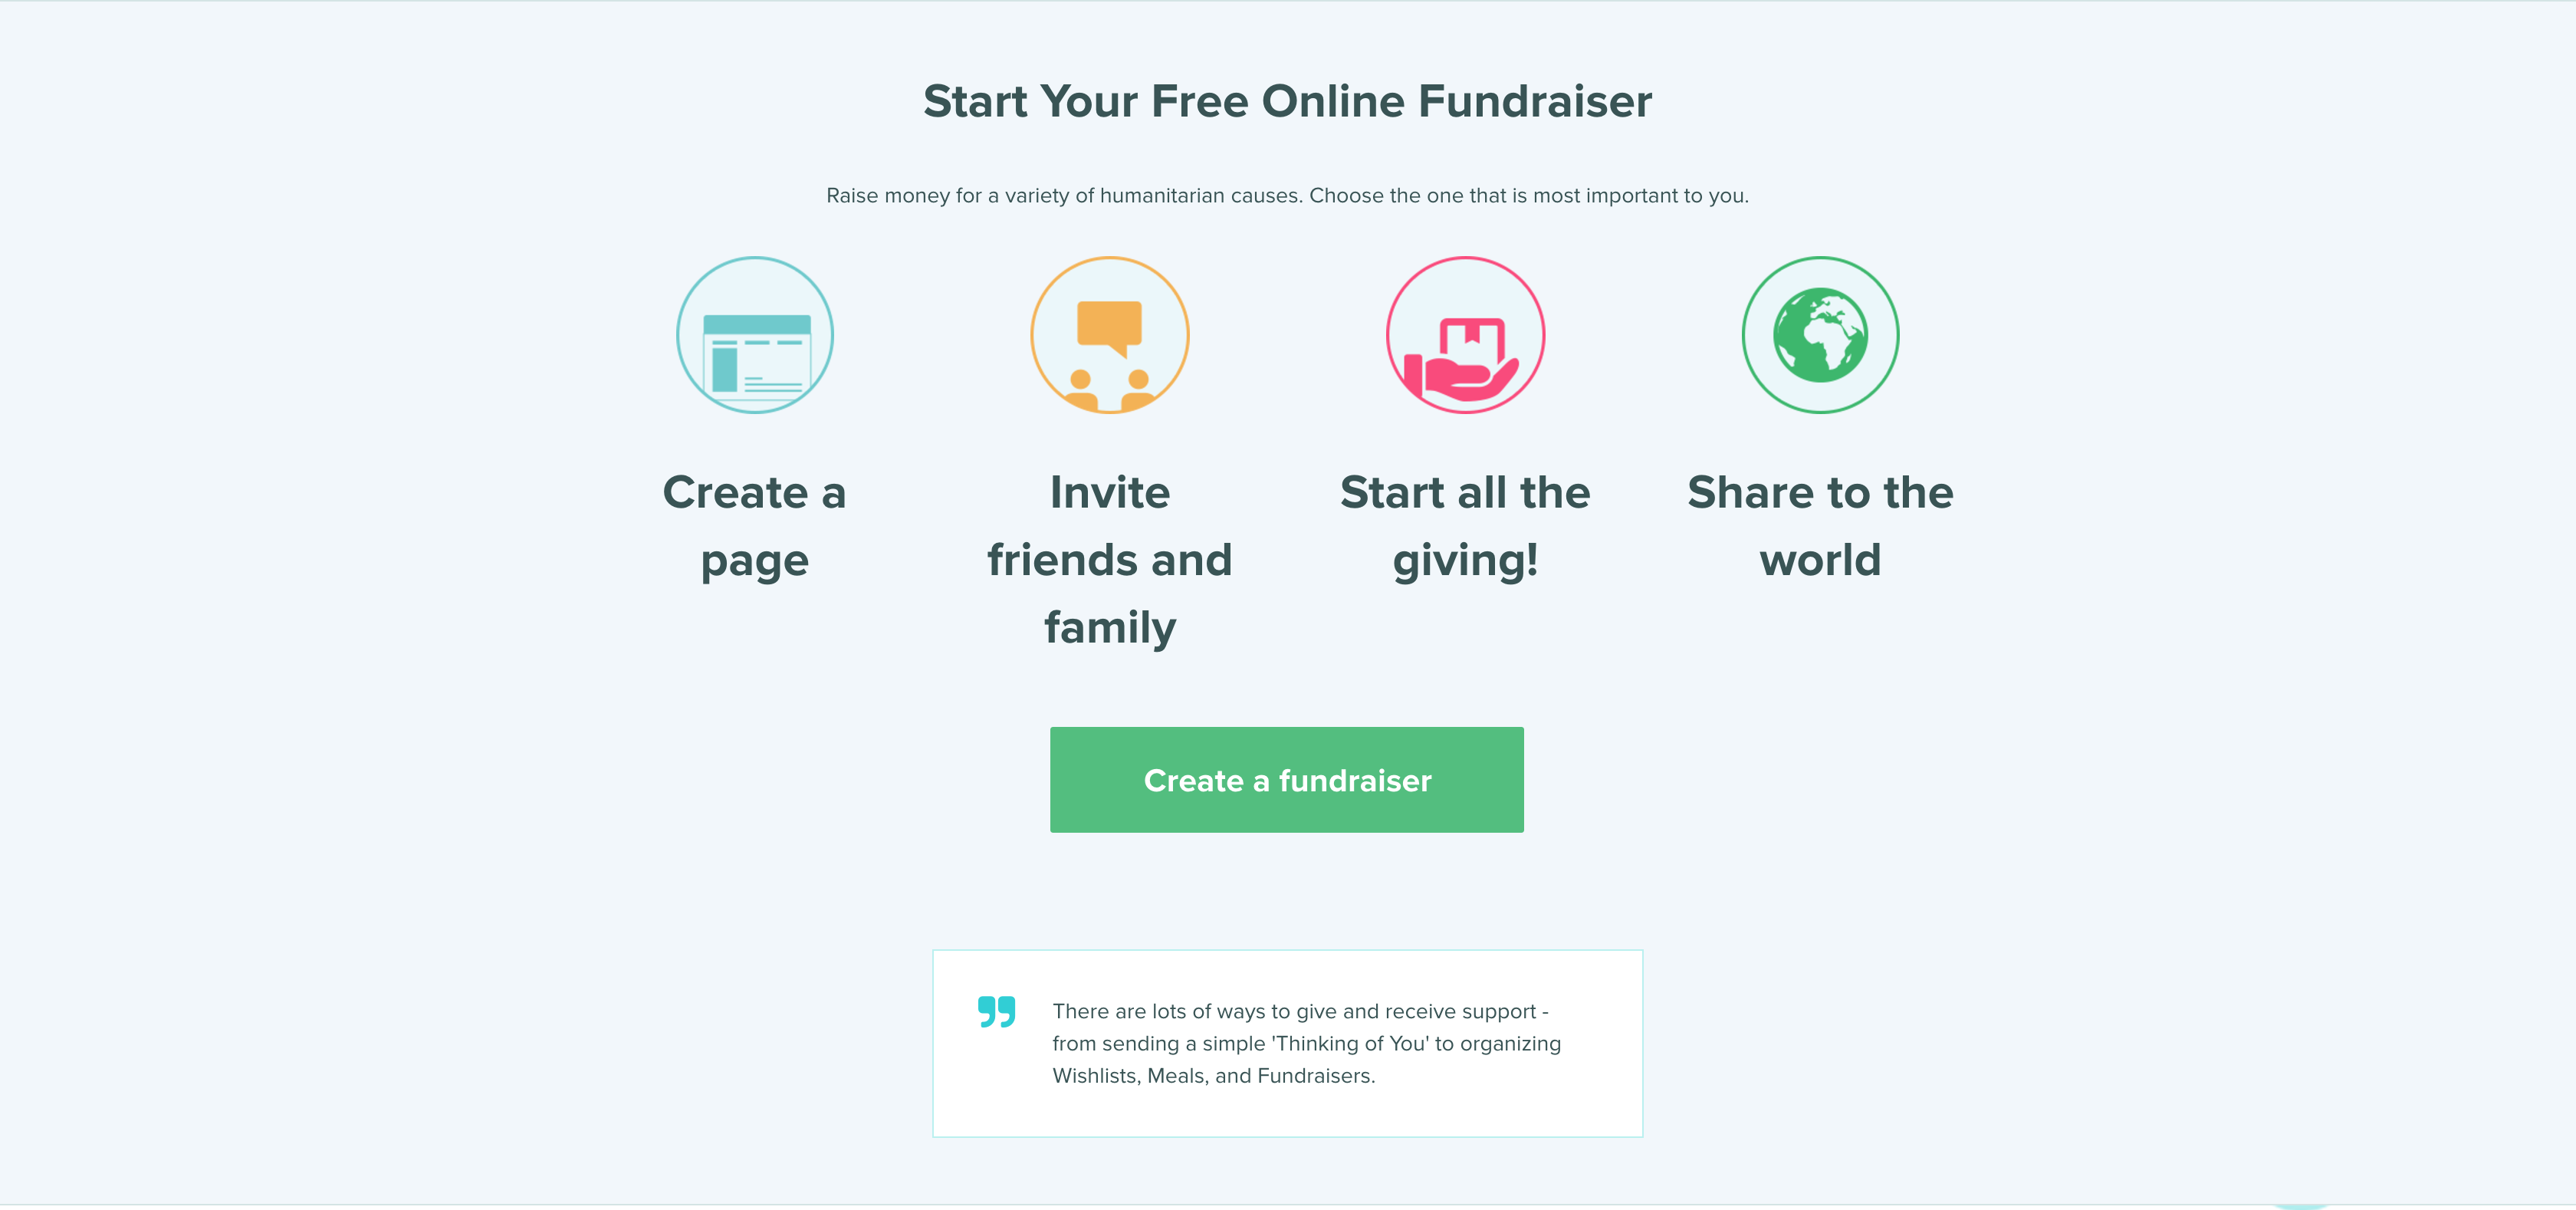 Start Your Free Online Fundraiser
Raise money for a variety of humanitarian causes. Choose the one that is most important to you.
Create a
page
Invite
friends and
family
Start all the
giving!
Share to the
world
Create a fundraiser
There are lots of ways to give and receive support -
from sending a simple 'Thinking of You' to organizing
Wishlists, Meals, and Fundraisers.